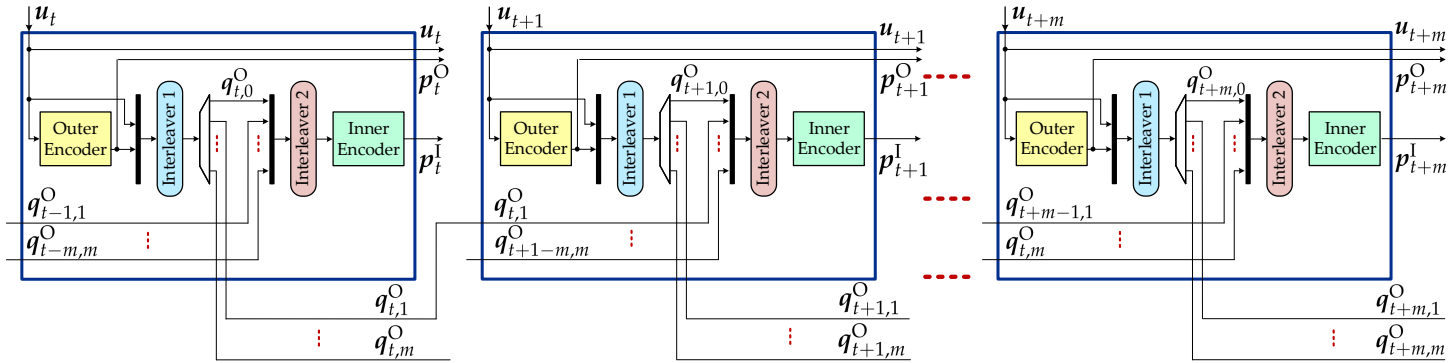 u_t
u_t
p_t^O
q_{t,0}^O
Outer Encoder
Interleaver 1
Interleaver 2
Inner Encoder
p_t^I
q_{t−1,1}^O
q_{t−m,m}^O
q_{t,1}^O
q_{t,m}^O
u_{t+1}
u_{t+1}
p_{t+1}^O
q_{t+1,0}^O
Outer Encoder
Interleaver 1
Interleaver 2
Inner Encoder
p_{t+1}^I
q_{t,1}^O
q_{t+1−m,m}^O
q_{t+1,1}^O
q_{t+1,m}^O
u_{t+m}
u_{t+m}
p_{t+m}^O
q_{t+m,0}^O
Outer Encoder
Interleaver 1
Interleaver 2
Inner Encoder
p_{t+m}^I
q_{t+m−1,1}^O
q_{t,m}^O
q_{t+m,1}^O
q_{t+m,m}^O